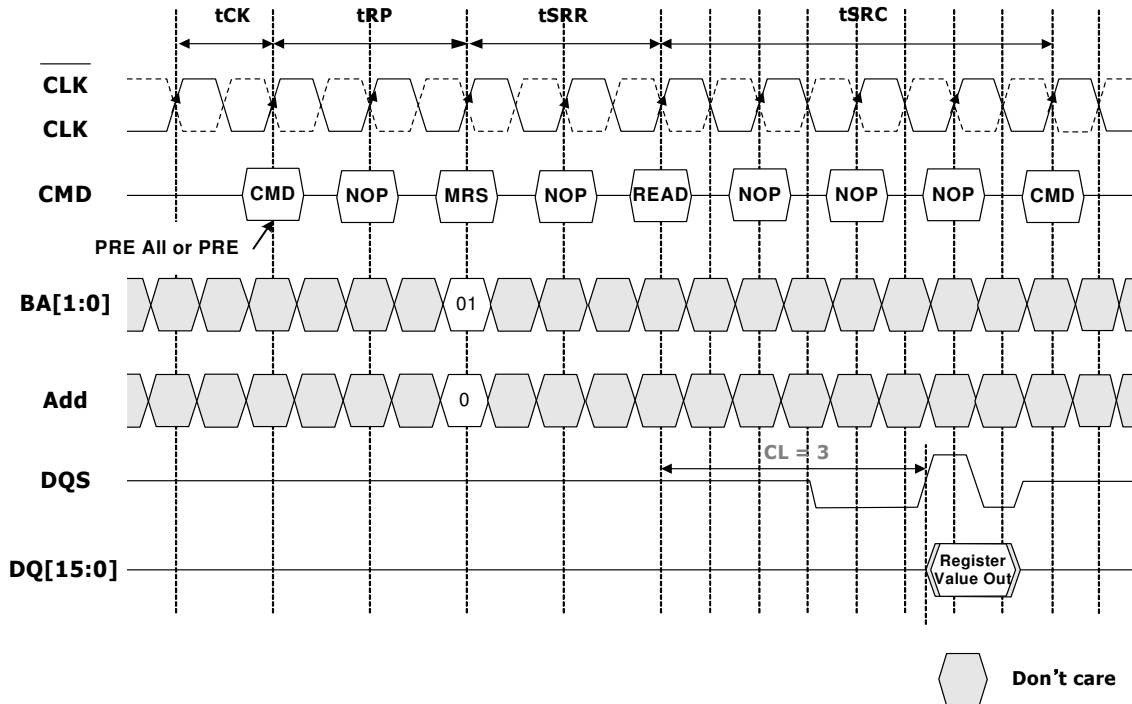 tCK tRP tSRR tSRC
CLK
CLK
CMD CMD NOP MRS NOP READ NOP NOP NOP CMD
PRE All or PRE
BA[1:0] 01
Add 0
CL = 3
DQS
DQ[15:0] Register
Value Out
Don't care